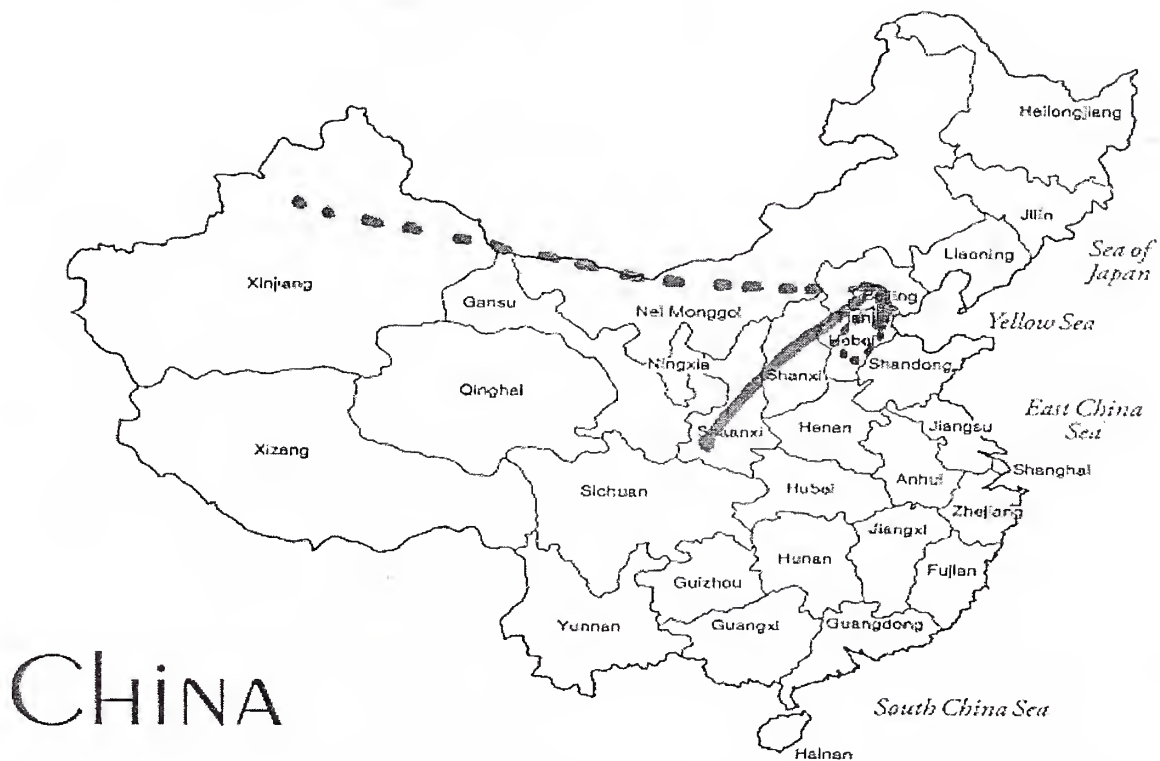 Heilongjiang
Jilin
Liaoning
Sea of
Japan
Xinjiang
Gansu
Nei Monggol
Beijing
Yellow Sea
Hebei
Ningxia
Shanxi
Shandong
Qinghai
East China
Sea
Shaanxi
Henan
Jiangsu
Xizang
Shanghai
Sichuan
Hubei
Anhui
Zhejiang
Jiangxi
Hunan
Fujian
Guizhou
Yunnan
Guangxi
Guangdong
CHINA
South China Sea
Hainan